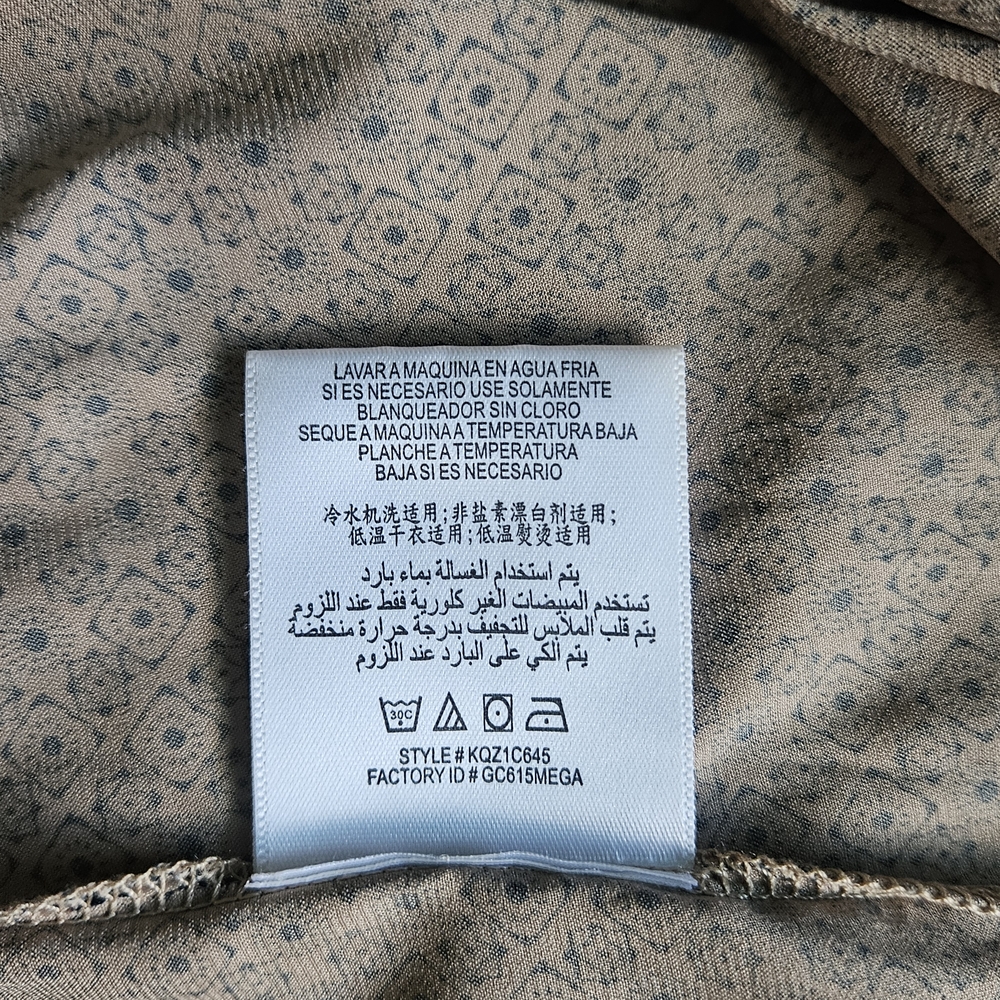 LAVAR A MAQUINA EN AGUA FRIA
SI ES NECESARIO USE SOLAMENTE
BLANQUEADOR SIN CLORO
SEQUE A MAQUINA A TEMPERATURA BAJA
PLANCHE A TEMPERATURA
BAJA SI ES NECESARIO
冷水机洗适用;非盐素漂白剂适用;
低温干衣适用;低温熨烫适用
يتم استخدام الغسالة بماء بارد
تستخدم المبيضات الغير كلورية فقط عند اللزوم
يتم قلب الملابس للتجفيف بدرجة حرارة منخفضة
يتم الكي على البارد عند اللزوم
30C
STYLE # KQZ1C645
FACTORY ID # GC615MEGA